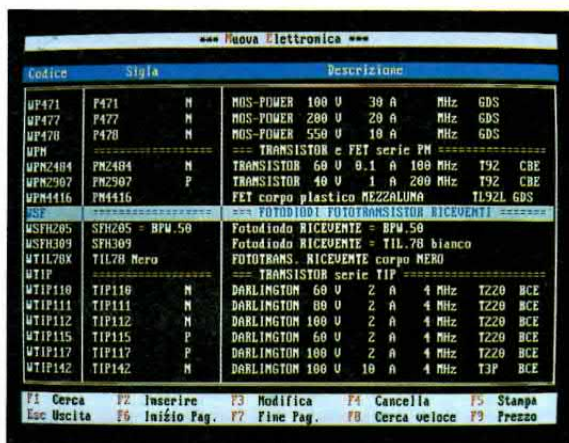 *** Nuova Elettronica ***
Codice Sigla Descrizione
WP471 P471 N MOS-POWER 100 V 30 A MHz GDS
WP477 P477 N MOS-POWER 200 V 20 A MHz GDS
WP478 P478 N MOS-POWER 550 V 10 A MHz GDS
WPN ================= === TRANSISTOR e FET serie PN ============
WPN2484 PN2484 N TRANSISTOR 60 V 0.1 A 100 MHz T92 CBE
WPN2907 PN2907 P TRANSISTOR 40 V 1 A 200 MHz T92 CBE
WPN4416 PN4416 FET corpo plastico MEZZALUNA T92L GDS
WSF ================= === FOTODIODI FOTOTRANSISTOR RICEVENTI =======
WSFH205 SFH205 = BPW.50 Fotodiodo RICEVENTE = BPW.50
WSFH309 SFH309 Fotodiodo RICEVENTE = TIL.78 bianco
WTIL78N TIL78 Nero FOTOTRANS. RICEVENTE corpo NERO
WTIP ================= === TRANSISTOR serie TIP ================
WTIP110 TIP110 N DARLINGTON 60 V 2 A 4 MHz T220 BCE
WTIP111 TIP111 N DARLINGTON 80 V 2 A 4 MHz T220 BCE
WTIP112 TIP112 N DARLINGTON 100 V 2 A 4 MHz T220 BCE
WTIP115 TIP115 P DARLINGTON 60 V 2 A 4 MHz T220 BCE
WTIP117 TIP117 P DARLINGTON 100 V 2 A 4 MHz T220 BCE
WTIP142 TIP142 N DARLINGTON 100 V 10 A 4 MHz T3P BCE
F1 Cerca F2 Inserire F3 Modifica F4 Cancella F5 Stampa
Esc Uscita F6 Inizio Pag. F7 Fine Pag. F8 Cerca veloce F9 Prezzo